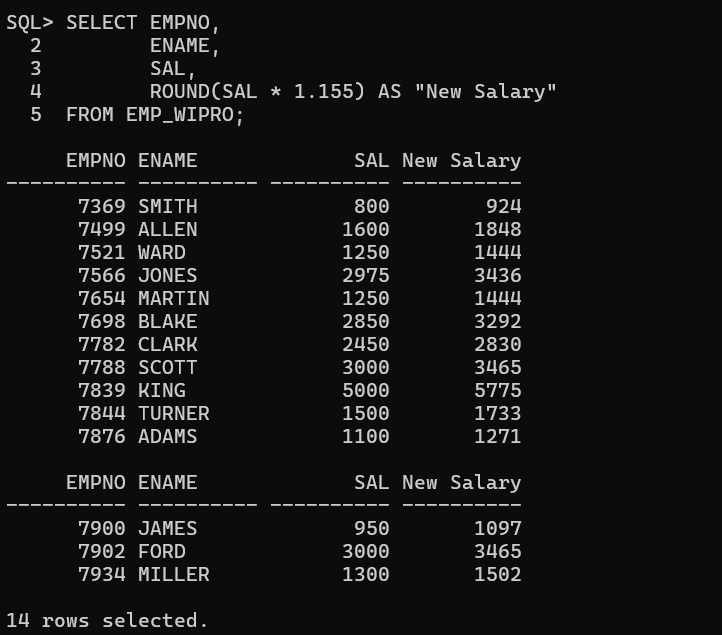 SQL> SELECT EMPNO,
  2         ENAME,
  3         SAL,
  4         ROUND(SAL * 1.155) AS "New Salary"
  5  FROM EMP_WIPRO;

     EMPNO ENAME             SAL New Salary
---------- ---------- ---------- ----------
      7369 SMITH             800        924
      7499 ALLEN            1600       1848
      7521 WARD             1250       1444
      7566 JONES            2975       3436
      7654 MARTIN           1250       1444
      7698 BLAKE            2850       3292
      7782 CLARK            2450       2830
      7788 SCOTT            3000       3465
      7839 KING             5000       5775
      7844 TURNER           1500       1733
      7876 ADAMS            1100       1271

     EMPNO ENAME             SAL New Salary
---------- ---------- ---------- ----------
      7900 JAMES             950       1097
      7902 FORD             3000       3465
      7934 MILLER           1300       1502

14 rows selected.